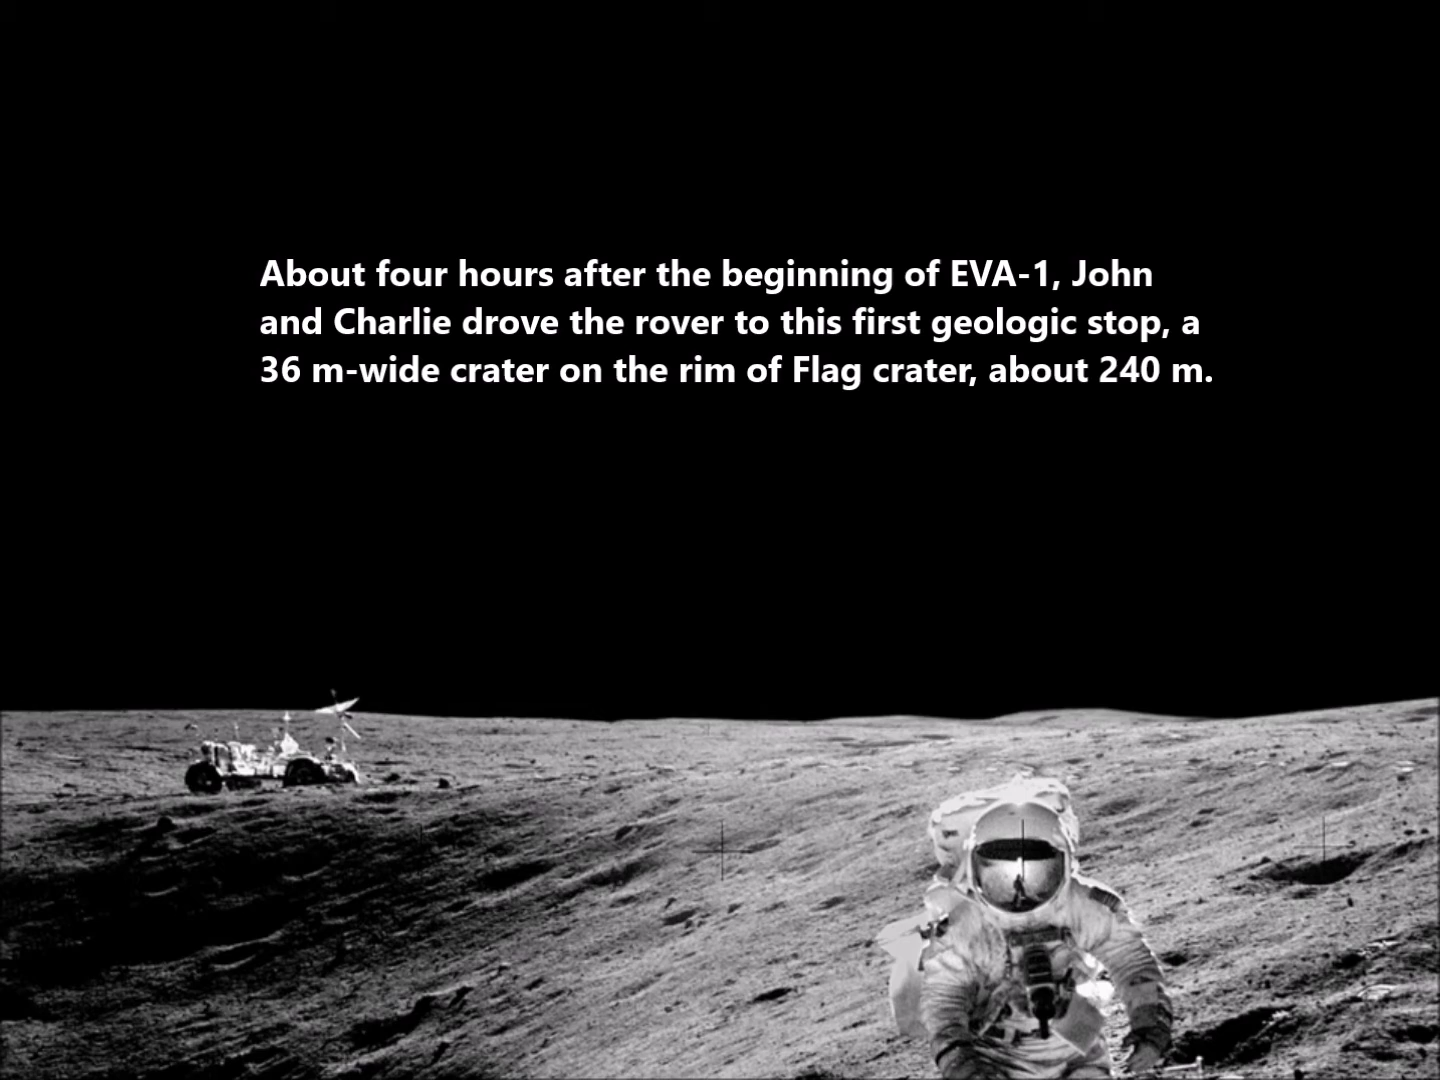 About four hours after the beginning of EVA-1, John
and Charlie drove the rover to this first geologic stop, a
36 m-wide crater on the rim of Flag crater, about 240 m.